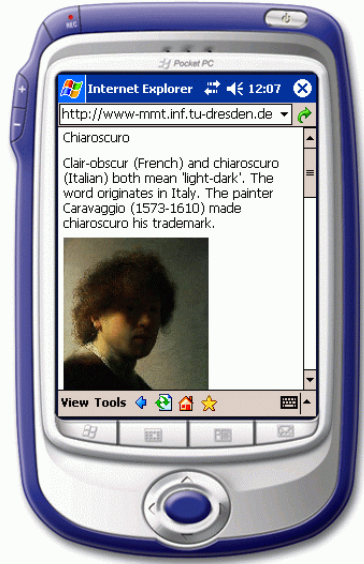 REC
Pocket PC
Internet Explorer 12:07
http://www-mmt.inf.tu-dresden.de
Chiaroscuro
Clair-obscur (French) and chiaroscuro
(Italian) both mean 'light-dark'. The
word originates in Italy. The painter
Caravaggio (1573-1610) made
chiaroscuro his trademark.
View Tools